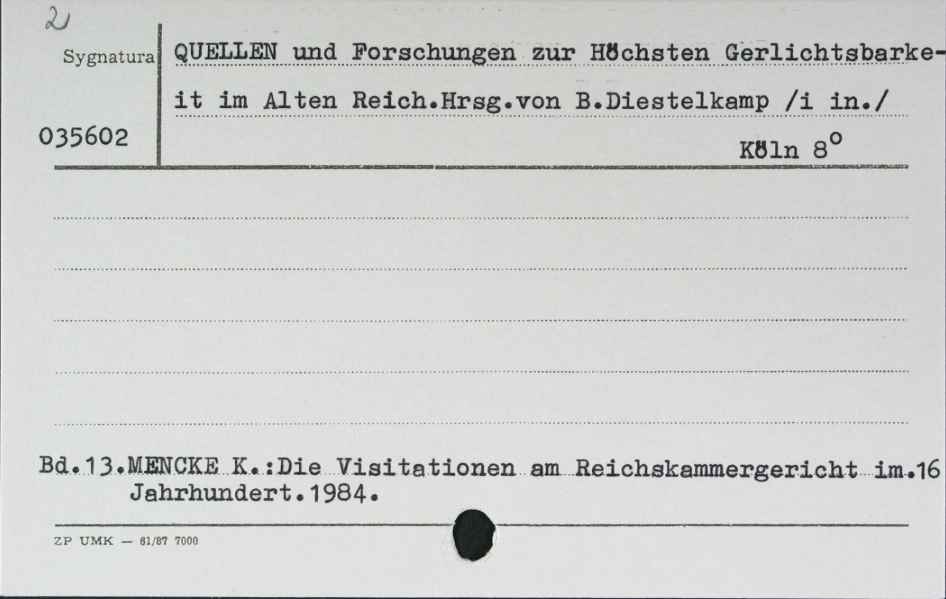 2
Sygnatura
QUELLEN und Forschungen zur Höchsten Gerlichtsbarke-
it im Alten Reich.Hrsg.von B.Diestelkamp /i in./
035602
Köln 8°
Bd.13.MENCKE K.:Die Visitationen am Reichskammergericht im.16
Jahrhundert.1984.
ZP UMK — 81/87 7000